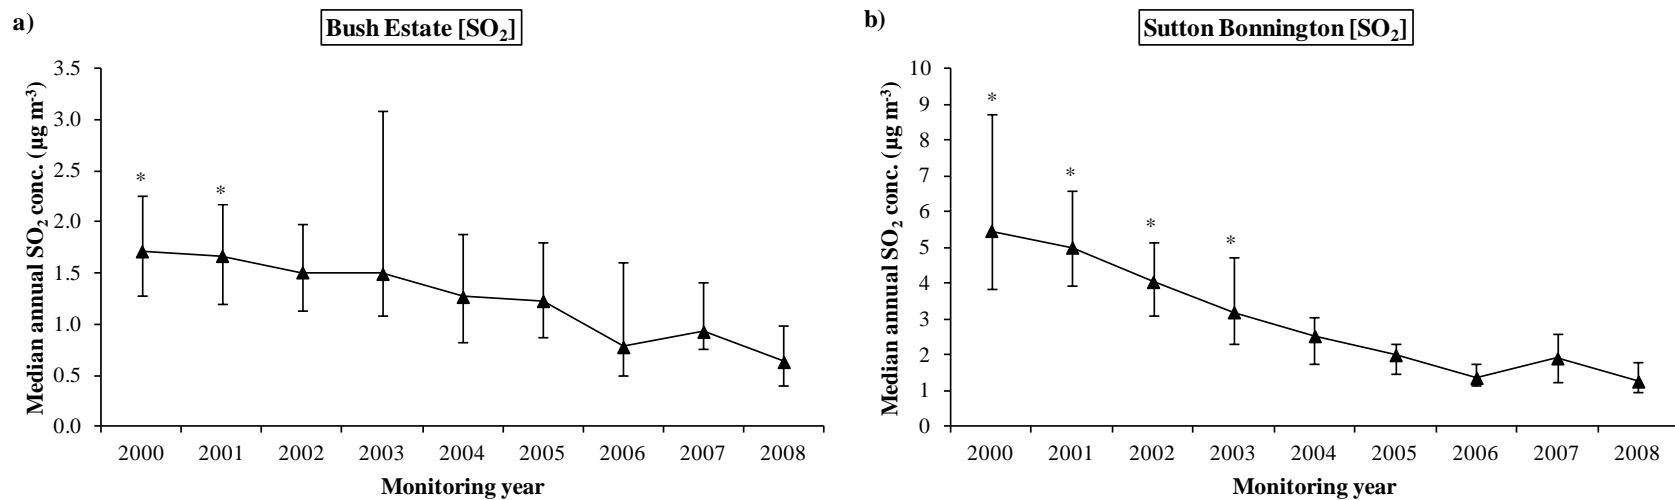 a)
Bush Estate [SO₂]
Median annual SO₂ conc. (µg m⁻³)
3.5
3.0
2.5
2.0
1.5
1.0
0.5
0.0
*
*
2000 2001 2002 2003 2004 2005 2006 2007 2008
Monitoring year
b)
Sutton Bonnington [SO₂]
Median annual SO₂ conc. (µg m⁻³)
10
9
8
7
6
5
4
3
2
1
0
*
*
*
*
2000 2001 2002 2003 2004 2005 2006 2007 2008
Monitoring year